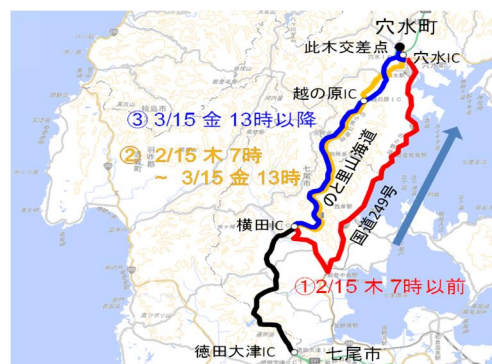 穴水町
此木交差点
穴水IC
越の原IC
③ 3/15 金 13時以降
② 2/15 木 7時
~ 3/15 金 13時
のと里山海道
国道249号
横田IC
①2/15 木 7時以前
徳田大津IC
七尾市